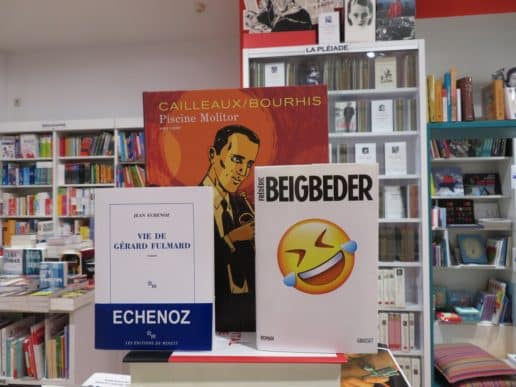 LA PLÉIADE
CAILLEAUX/BOURHIS
Piscine Molitor
JEAN ECHENOZ
VIE DE
GÉRARD FULMARD
roman
ECHENOZ
LES ÉDITIONS DE MINUIT
FRÉDÉRIC
BEIGBEDER
ROMAN
GRASSET